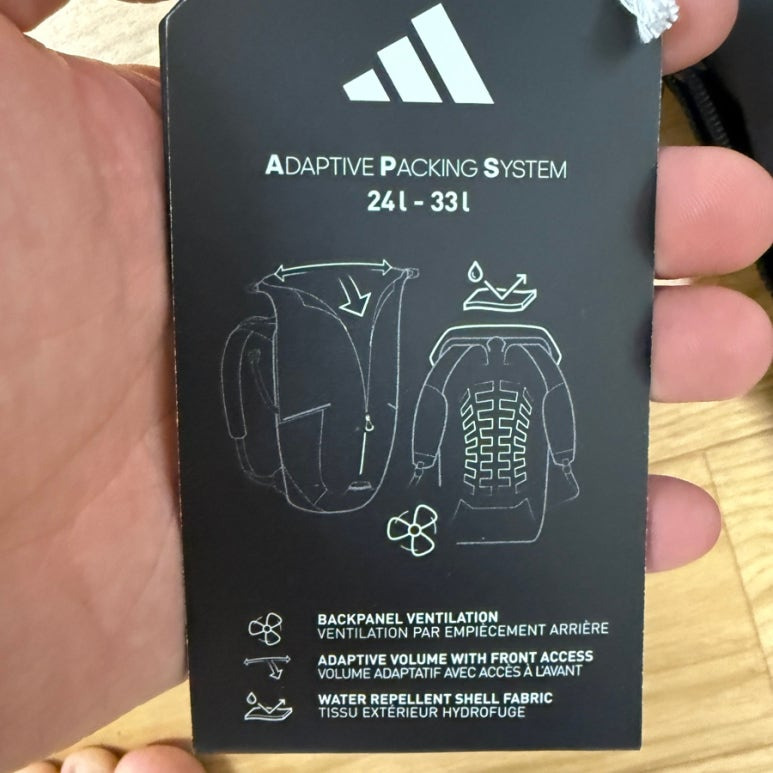 ADAPTIVE PACKING SYSTEM
24l - 33l
BACKPANEL VENTILATION
VENTILATION PAR EMPIÈCEMENT ARRIÈRE
ADAPTIVE VOLUME WITH FRONT ACCESS
VOLUME ADAPTATIF AVEC ACCÈS À L'AVANT
WATER REPELLENT SHELL FABRIC
TISSU EXTÉRIEUR HYDROFUGE